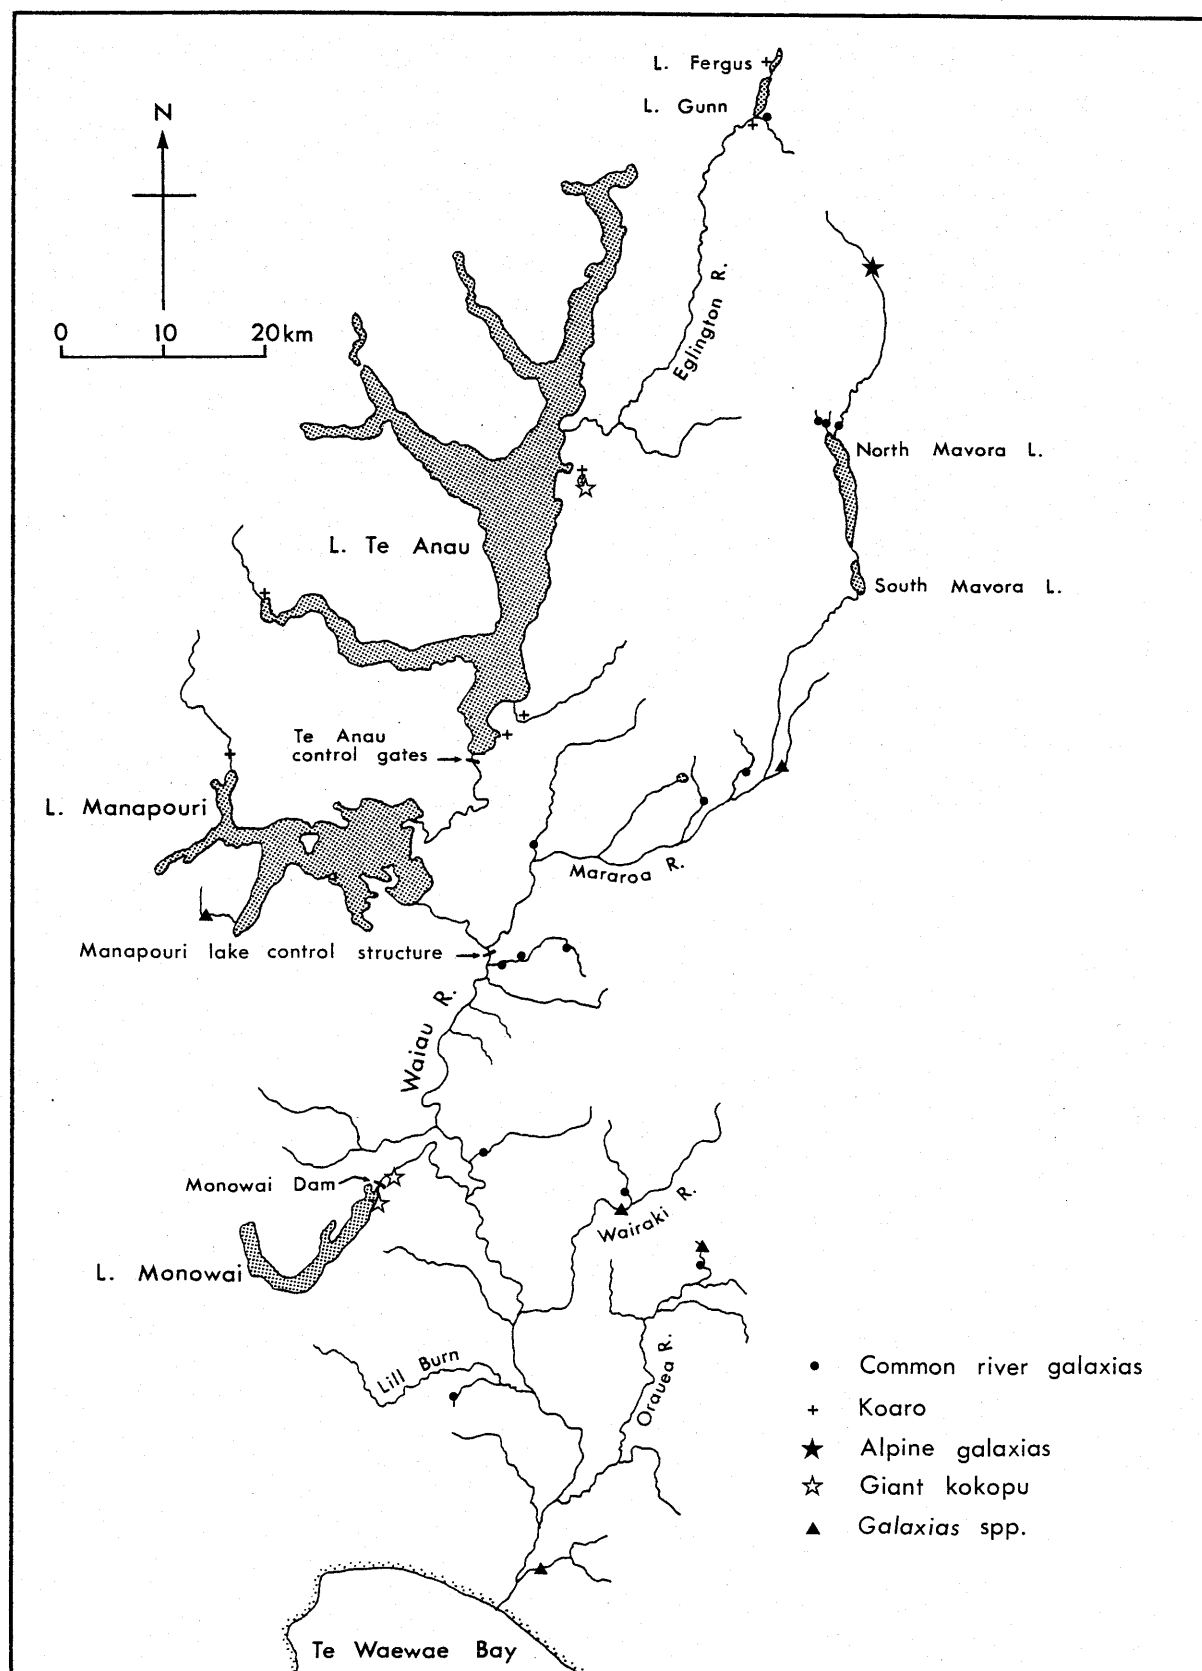 L. Fergus
L. Gunn
N
0 10 20km
Eglington R.
North Mavora L.
L. Te Anau
South Mavora L.
Te Anau
control gates
L. Manapouri
Mararoa R.
Manapouri lake control structure
Waiau R.
Monowai Dam
Wairaki R.
L. Monowai
Lill Burn
Orauea R.
Common river galaxias
Koaro
Alpine galaxias
Giant kokopu
Galaxias spp.
Te Waewae Bay